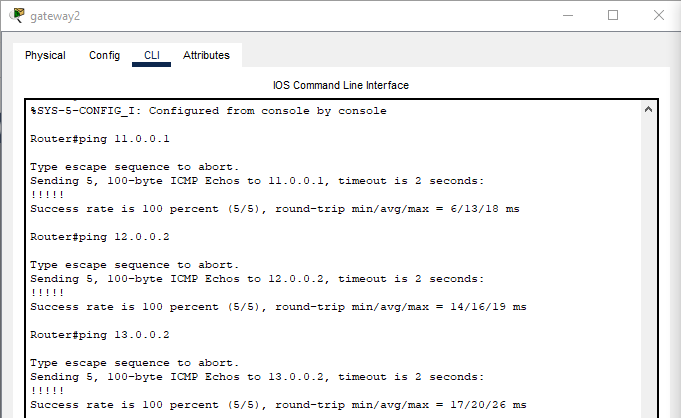 gateway2
Physical Config CLI Attributes
IOS Command Line Interface
%SYS-5-CONFIG_I: Configured from console by console
Router#ping 11.0.0.1
Type escape sequence to abort.
Sending 5, 100-byte ICMP Echos to 11.0.0.1, timeout is 2 seconds:
!!!!!
Success rate is 100 percent (5/5), round-trip min/avg/max = 6/13/18 ms
Router#ping 12.0.0.2
Type escape sequence to abort.
Sending 5, 100-byte ICMP Echos to 12.0.0.2, timeout is 2 seconds:
!!!!!
Success rate is 100 percent (5/5), round-trip min/avg/max = 14/16/19 ms
Router#ping 13.0.0.2
Type escape sequence to abort.
Sending 5, 100-byte ICMP Echos to 13.0.0.2, timeout is 2 seconds:
!!!!!
Success rate is 100 percent (5/5), round-trip min/avg/max = 17/20/26 ms